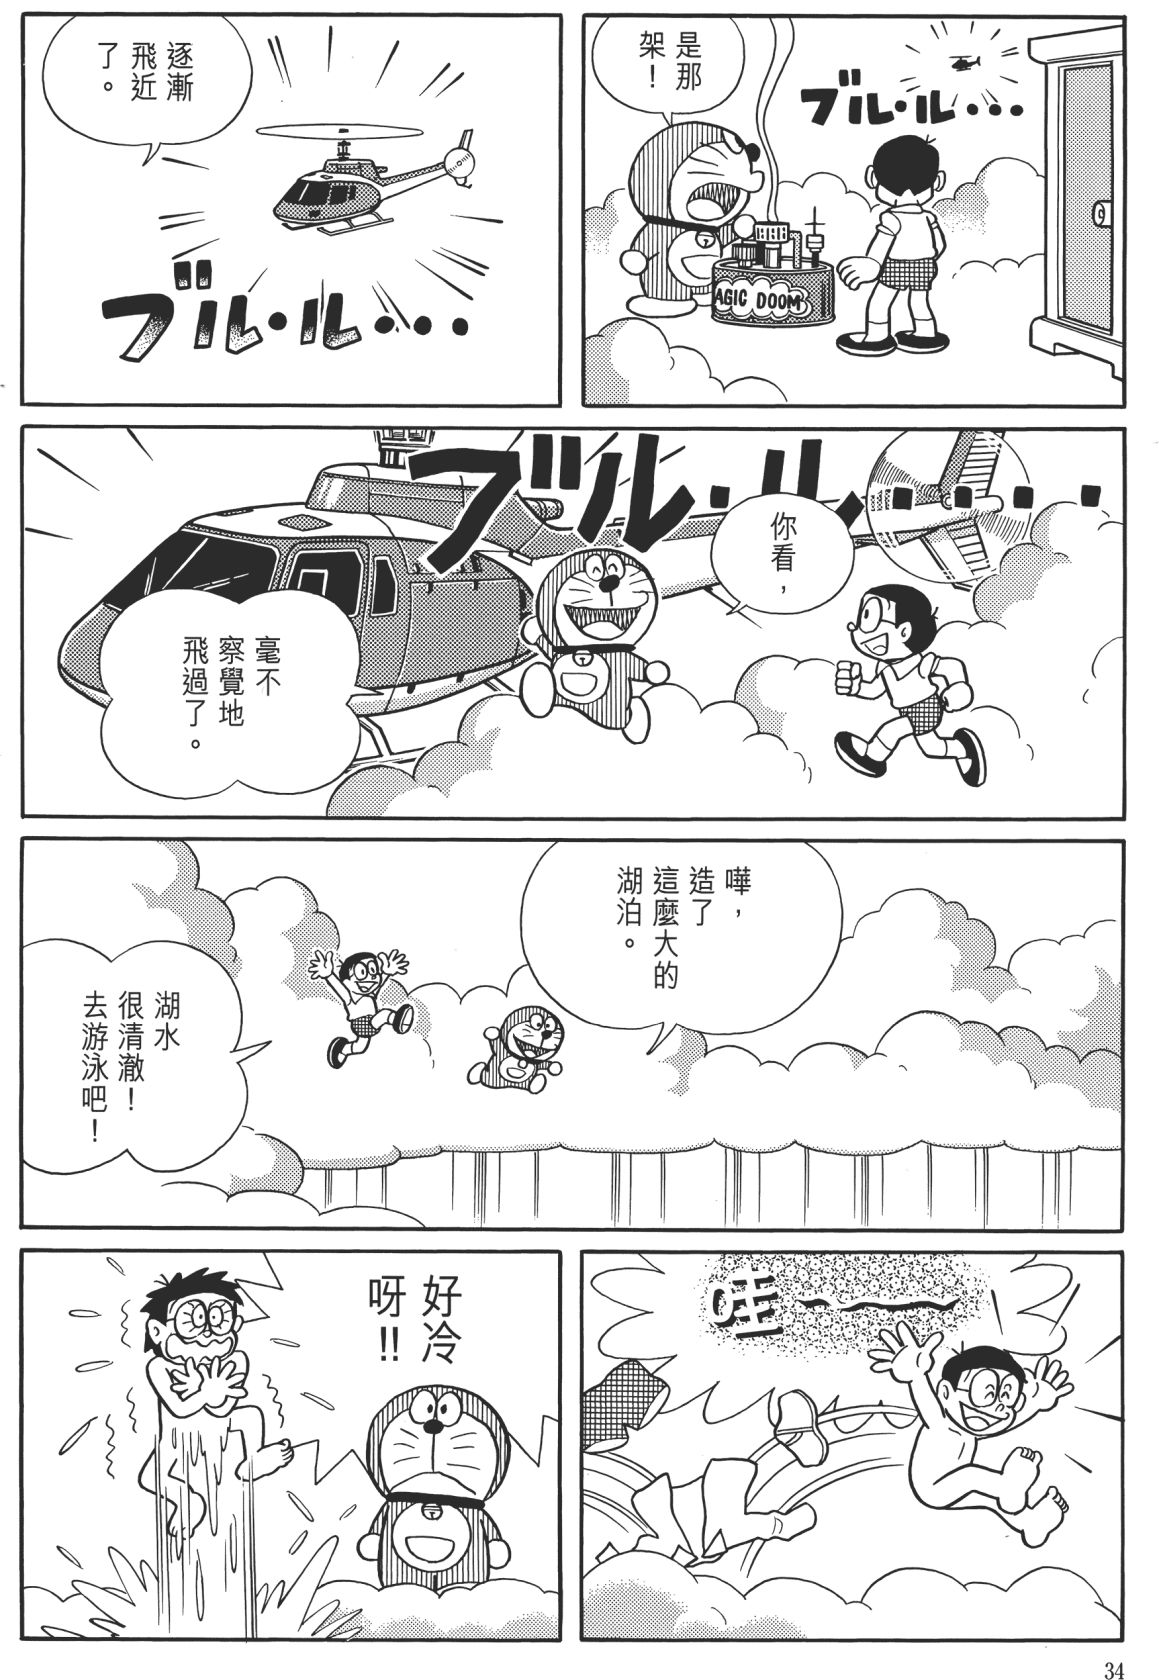 是那
架！
ブル・ル・・・
AGIC DOOM
逐漸
飛近
了。
ブル・ル・・・
ブル・ル・・・・
你看，
毫不
察覺地
飛過了。
嘩，
造了
這麼大的
湖泊。
湖水
很清澈！
去游泳吧！
哇～
好冷
呀!!
34